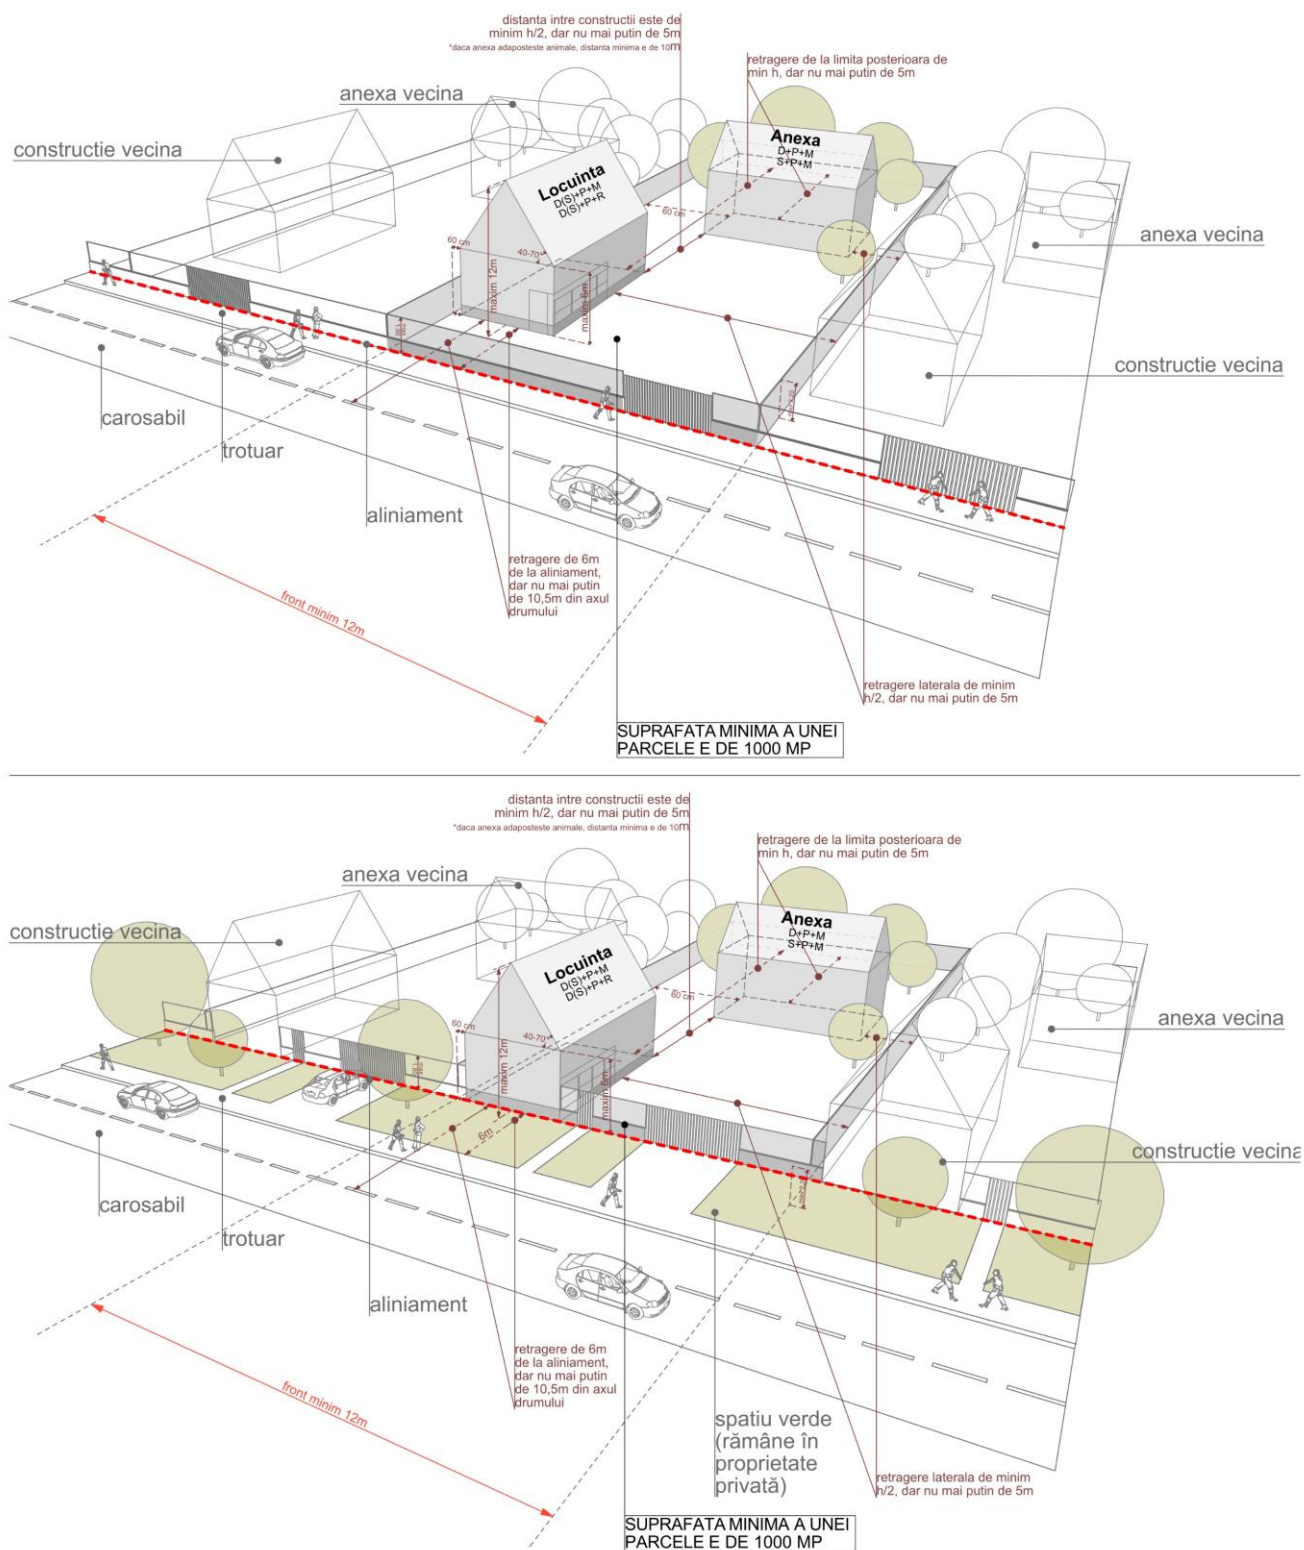 distanta intre constructii este de
minim h/2, dar nu mai putin de 5m
*daca anexa adaposteste animale, distanta minima e de 10m
retragere de la limita posterioara de
min h, dar nu mai putin de 5m
anexa vecina
constructie vecina
Anexa
D+P+M
S+P+M
Locuinta
D(S)+P+M
D(S)+P+R
60 cm
60 cm
40-70°
maxim 12m
maxim 6m
anexa vecina
constructie vecina
carosabil
trotuar
aliniament
retragere de 6m
de la aliniament,
dar nu mai putin
de 10,5m din axul
drumului
front minim 12m
retragere laterala de minim
h/2, dar nu mai putin de 5m
SUPRAFATA MINIMA A UNEI
PARCELE E DE 1000 MP
distanta intre constructii este de
minim h/2, dar nu mai putin de 5m
*daca anexa adaposteste animale, distanta minima e de 10m
retragere de la limita posterioara de
min h, dar nu mai putin de 5m
anexa vecina
constructie vecina
Anexa
D+P+M
S+P+M
Locuinta
D(S)+P+M
D(S)+P+R
60 cm
60 cm
40-70°
maxim 12m
maxim 6m
anexa vecina
6m
constructie vecina
carosabil
trotuar
aliniament
retragere de 6m
de la aliniament,
dar nu mai putin
de 10,5m din axul
drumului
front minim 12m
spatiu verde
(rămâne în
proprietate
privată)
retragere laterala de minim
h/2, dar nu mai putin de 5m
SUPRAFATA MINIMA A UNEI
PARCELE E DE 1000 MP